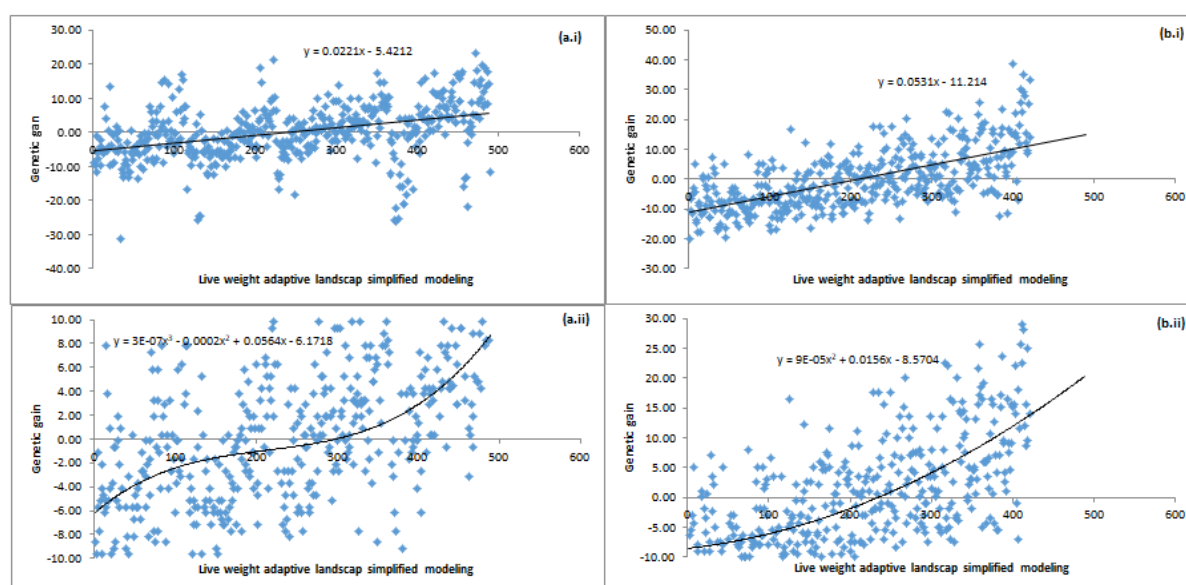 (a.i)
y = 0.0221x - 5.4212
30.00
20.00
10.00
0.00
-10.00
-20.00
-30.00
-40.00
0 100 200 300 400 500 600
Genetic gan
Live weight adaptive landscap simplified modeling
(b.i)
y = 0.0531x - 11.214
50.00
40.00
30.00
20.00
10.00
0.00
-10.00
-20.00
-30.00
0 100 200 300 400 500 600
Genetic gain
Live weight adaptive landscap simplified modeling
(a.ii)
y = 3E-07x³ - 0.0002x² + 0.0564x - 6.1718
10.00
8.00
6.00
4.00
2.00
0.00
-2.00
-4.00
-6.00
-8.00
-10.00
0 100 200 300 400 500 600
Genetic gain
Live weight adaptive landscap simplified modeling
(b.ii)
y = 9E-05x² + 0.0156x - 8.5704
30.00
25.00
20.00
15.00
10.00
5.00
0.00
-5.00
-10.00
0 100 200 300 400 500 600
Genetic gain
Live weight adaptive landscap simplified modeling